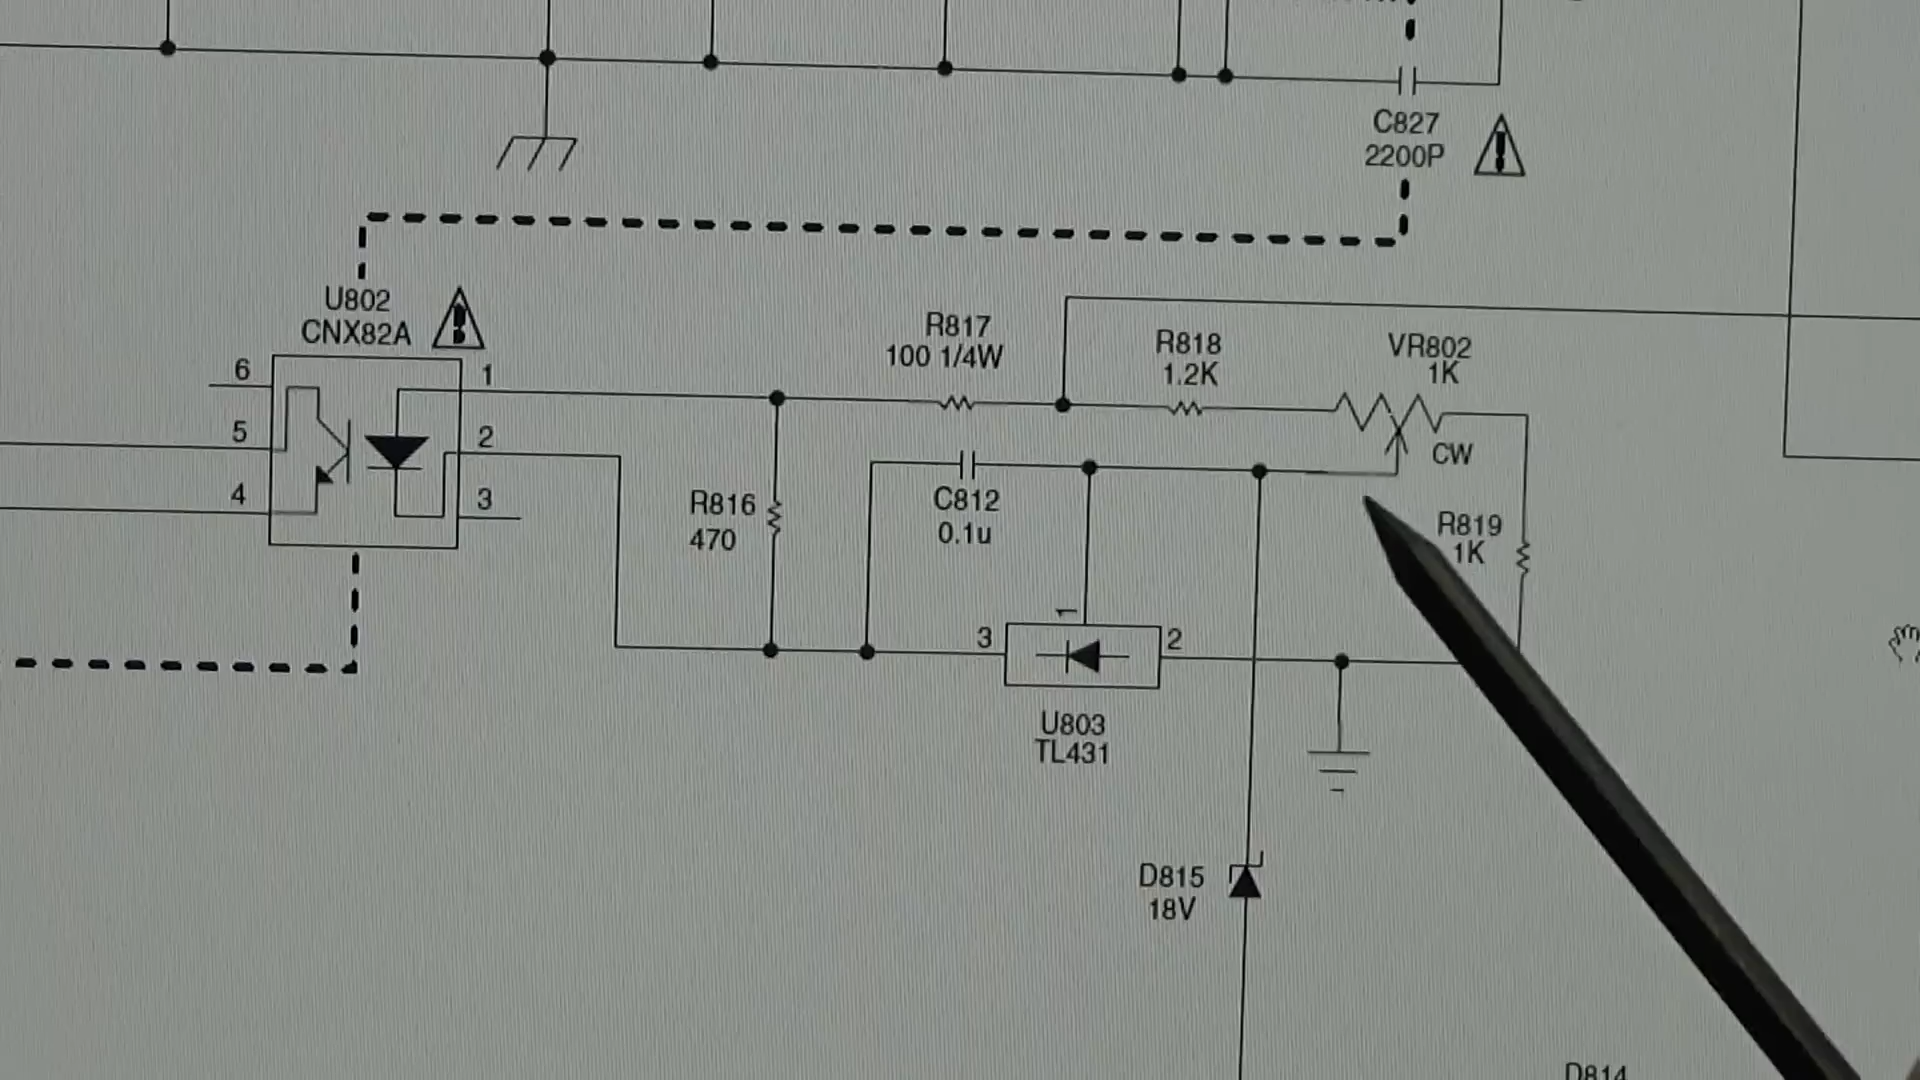 C827
2200P
U802
CNX82A
6
5
4
1
2
3
R817
100 1/4W
R818
1.2K
VR802
1K
CW
R816
470
C812
0.1u
R819
1K
3
1
2
U803
TL431
D815
18V
D814